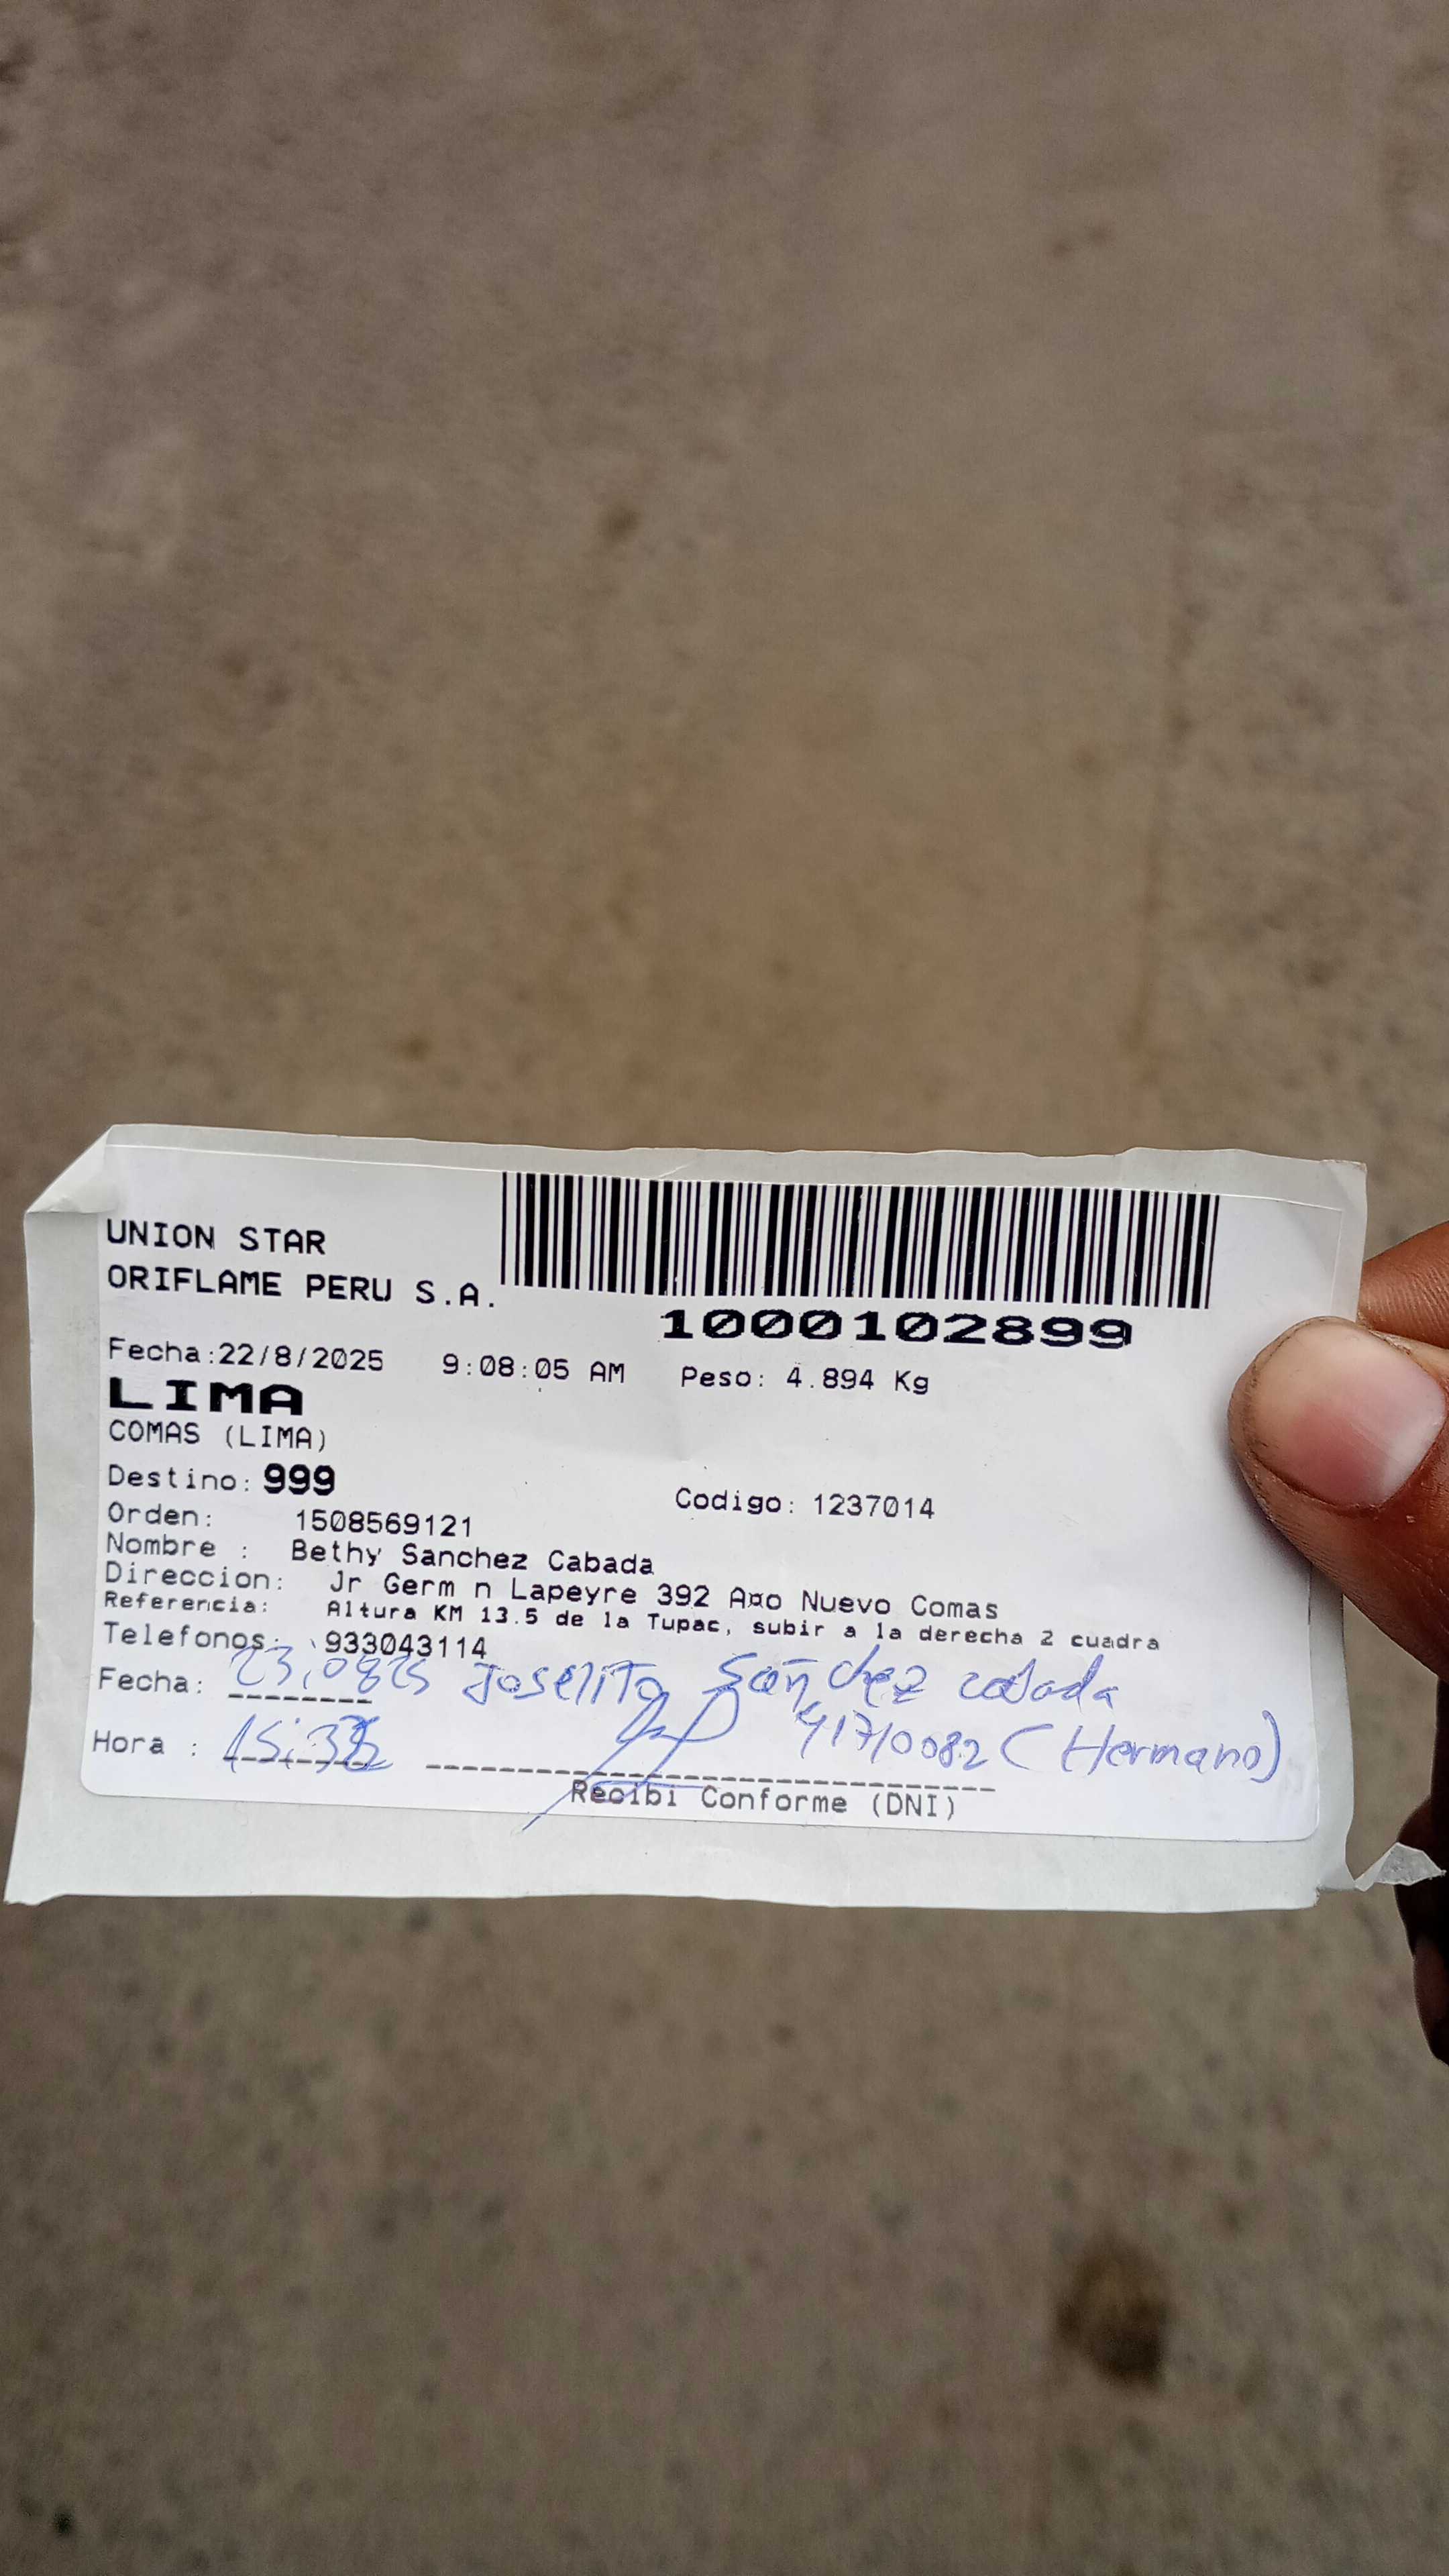 UNION STAR
ORIFLAME PERU S.A.
1000102899
Fecha:22/8/2025 9:08:05 AM Peso: 4.894 Kg
LIMA
COMAS (LIMA)
Destino: 999 Codigo: 1237014
Orden: 1508569121
Nombre : Bethy Sanchez Cabada
Direccion: Jr Germ n Lapeyre 392 A¤o Nuevo Comas
Referencia: Altura KM 13.5 de la Tupac, subir a la derecha 2 cuadra
Telefonos: 933043114
Fecha: 23,0825 Joselito Sánchez cabada
Hora : 41710082 (Hermano)
Recibi Conforme (DNI)